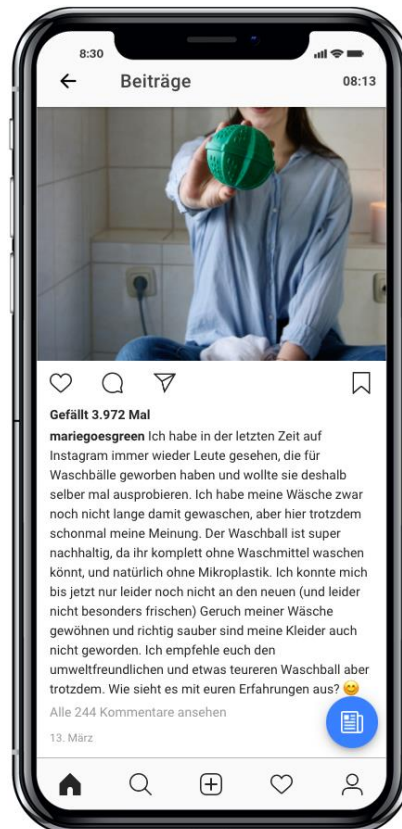 8:30
Beiträge
08:13
Gefällt 3.972 Mal
mariegoesgreen Ich habe in der letzten Zeit auf
Instagram immer wieder Leute gesehen, die für
Waschbälle geworben haben und wollte sie deshalb
selber mal ausprobieren. Ich habe meine Wäsche zwar
noch nicht lange damit gewaschen, aber hier trotzdem
schonmal meine Meinung. Der Waschball ist super
nachhaltig, da ihr komplett ohne Waschmittel waschen
könnt, und natürlich ohne Mikroplastik. Ich konnte mich
bis jetzt nur leider noch nicht an den neuen (und leider
nicht besonders frischen) Geruch meiner Wäsche
gewöhnen und richtig sauber sind meine Kleider auch
nicht geworden. Ich empfehle euch den
umweltfreundlichen und etwas teureren Waschball aber
trotzdem. Wie sieht es mit euren Erfahrungen aus? 😊
Alle 244 Kommentare ansehen
13. März